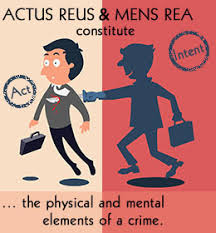 ACTUS REUS & MENS REA
constitute
Act
Intent
... the physical and mental
elements of a crime.